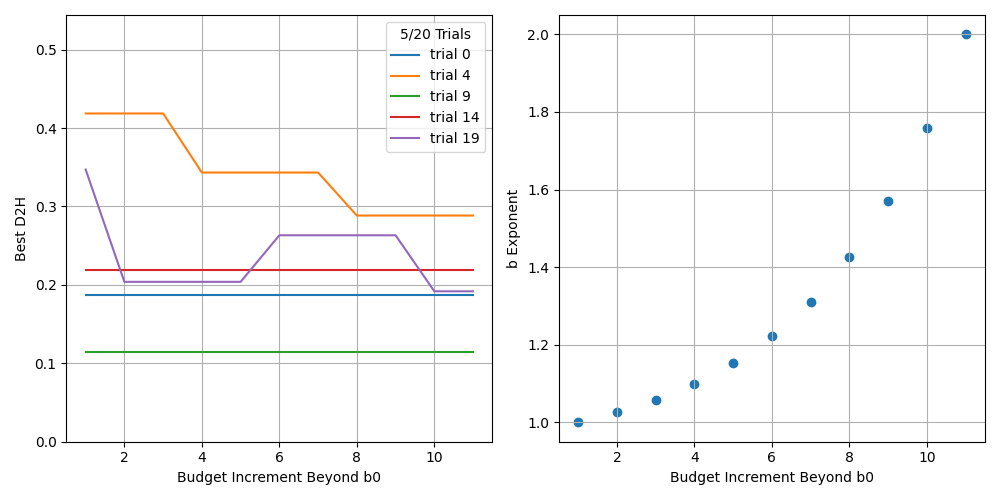 5/20 Trials
trial 0
trial 4
trial 9
trial 14
trial 19
Best D2H
0.5
0.4
0.3
0.2
0.1
0.0
2 4 6 8 10
Budget Increment Beyond b0
b Exponent
2.0
1.8
1.6
1.4
1.2
1.0
2 4 6 8 10
Budget Increment Beyond b0